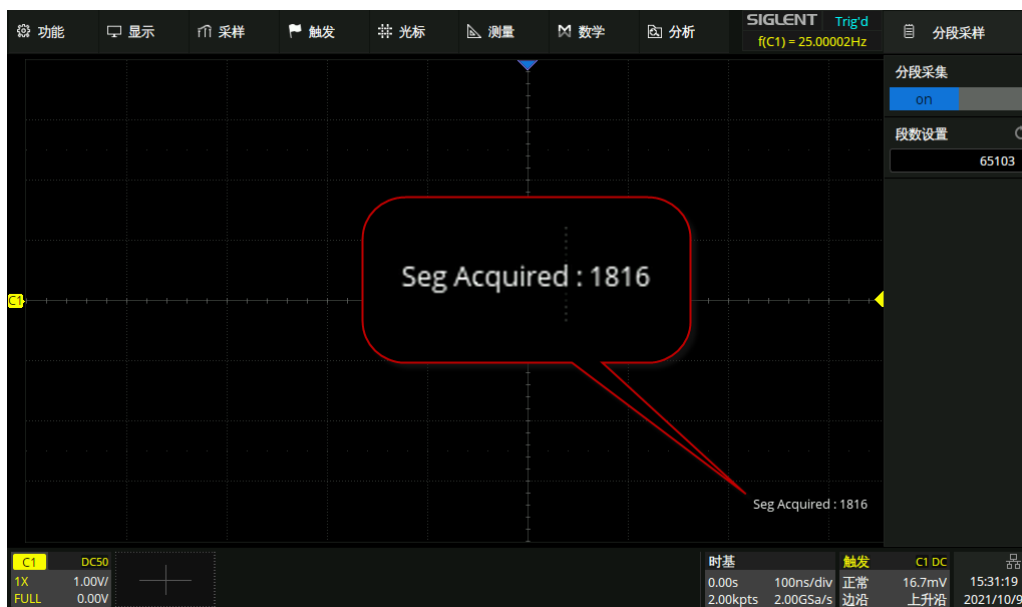 功能 显示 采样 触发 光标 测量 数学 分析 SIGLENT Trig'd
f(C1) = 25.00002Hz
分段采样
分段采集
on
段数设置
65103
Seg Acquired : 1816
C1
Seg Acquired : 1816
C1 DC50
1X 1.00V/
FULL 0.00V
时基
0.00s 100ns/div
2.00kpts 2.00GSa/s
触发 C1 DC
正常 16.7mV
边沿 上升沿
15:31:19
2021/10/9